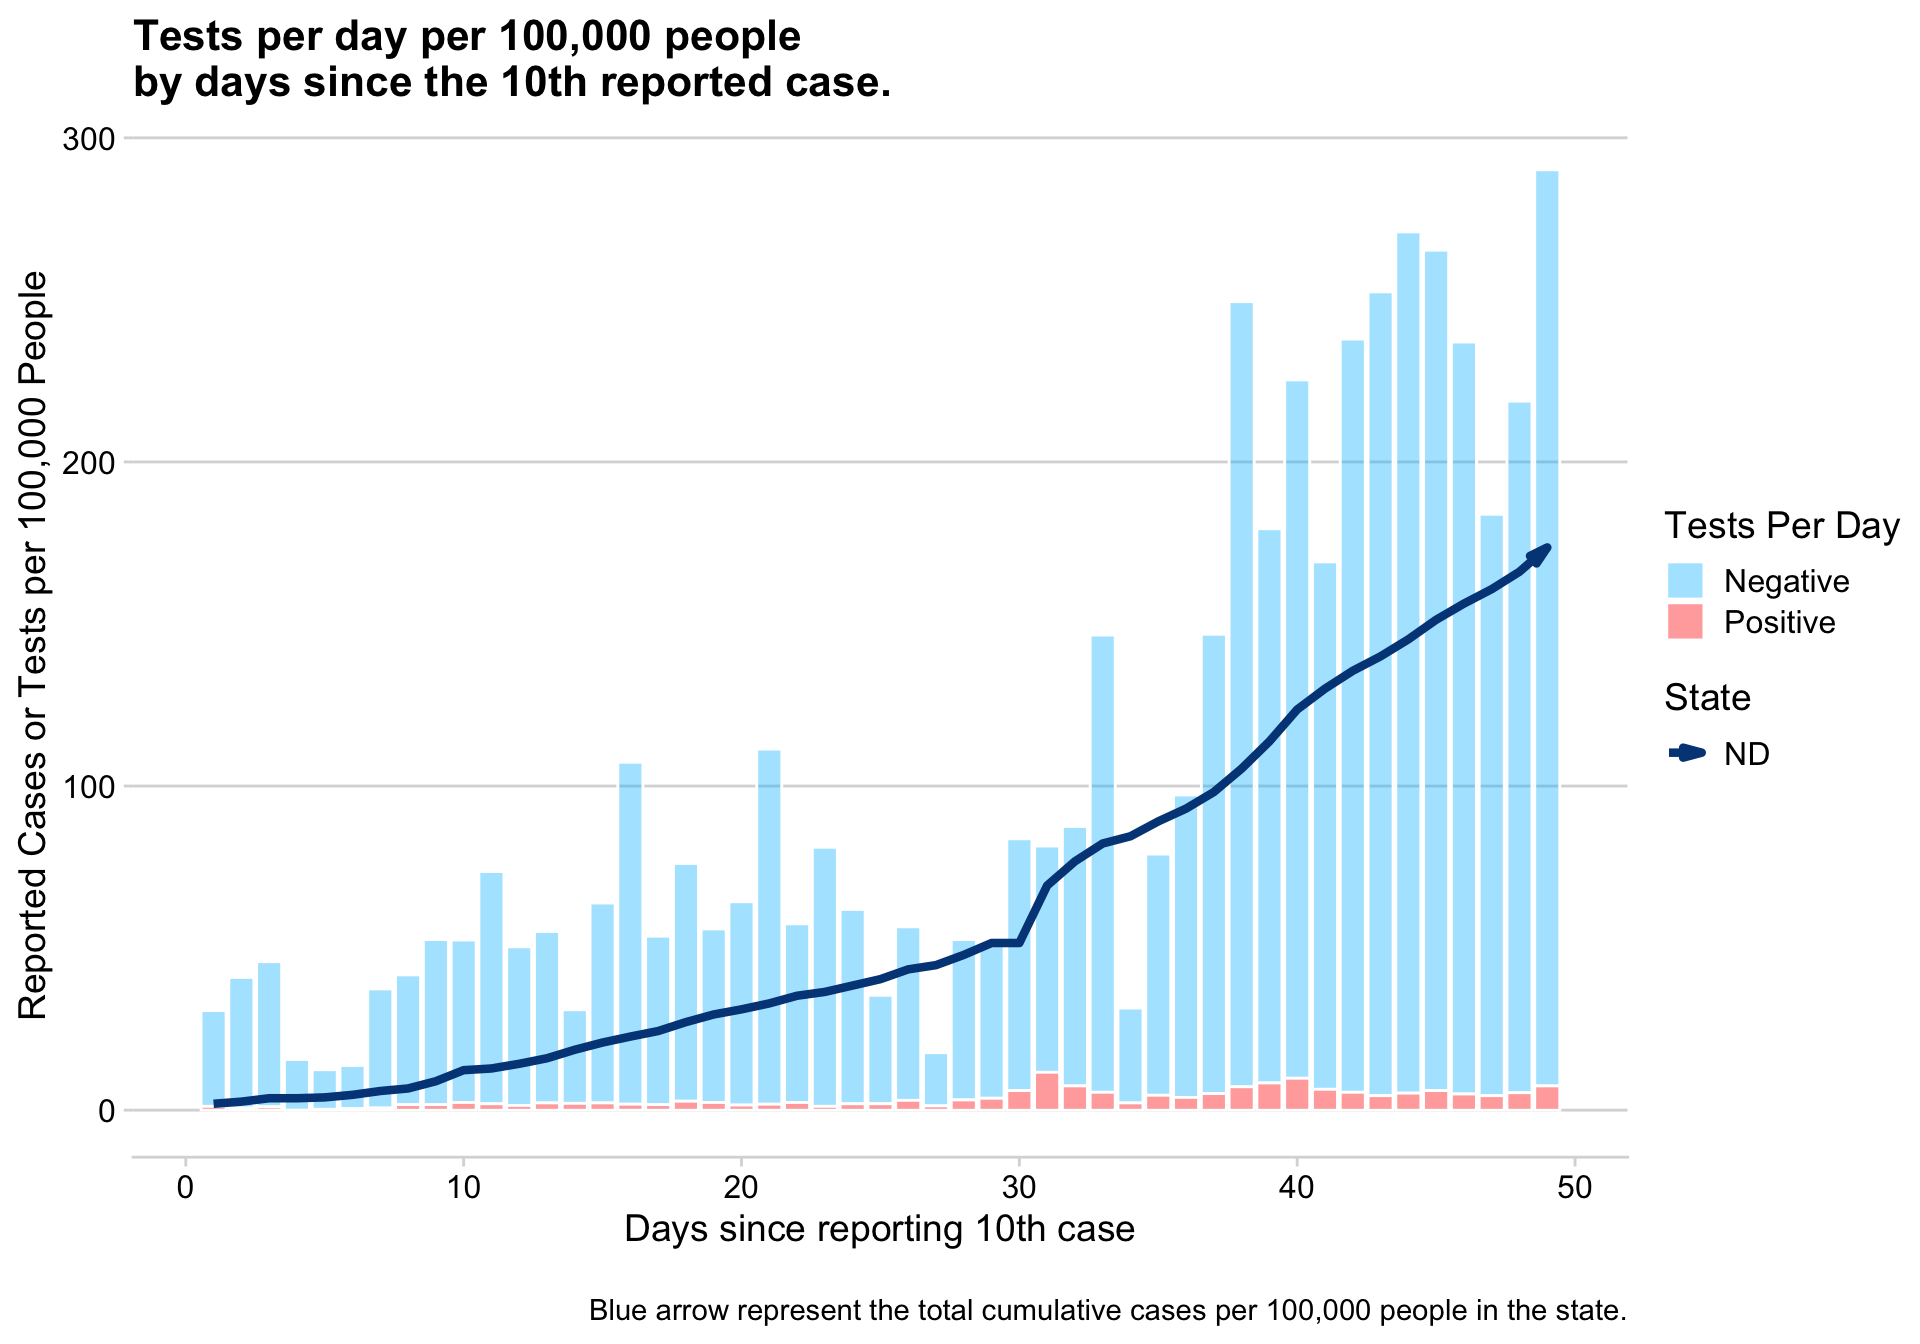 Tests per day per 100,000 people
by days since the 10th reported case.
Reported Cases or Tests per 100,000 People
300
200
100
0
0
10
20
30
40
50
Days since reporting 10th case
Tests Per Day
Negative
Positive
State
ND
Blue arrow represent the total cumulative cases per 100,000 people in the state.